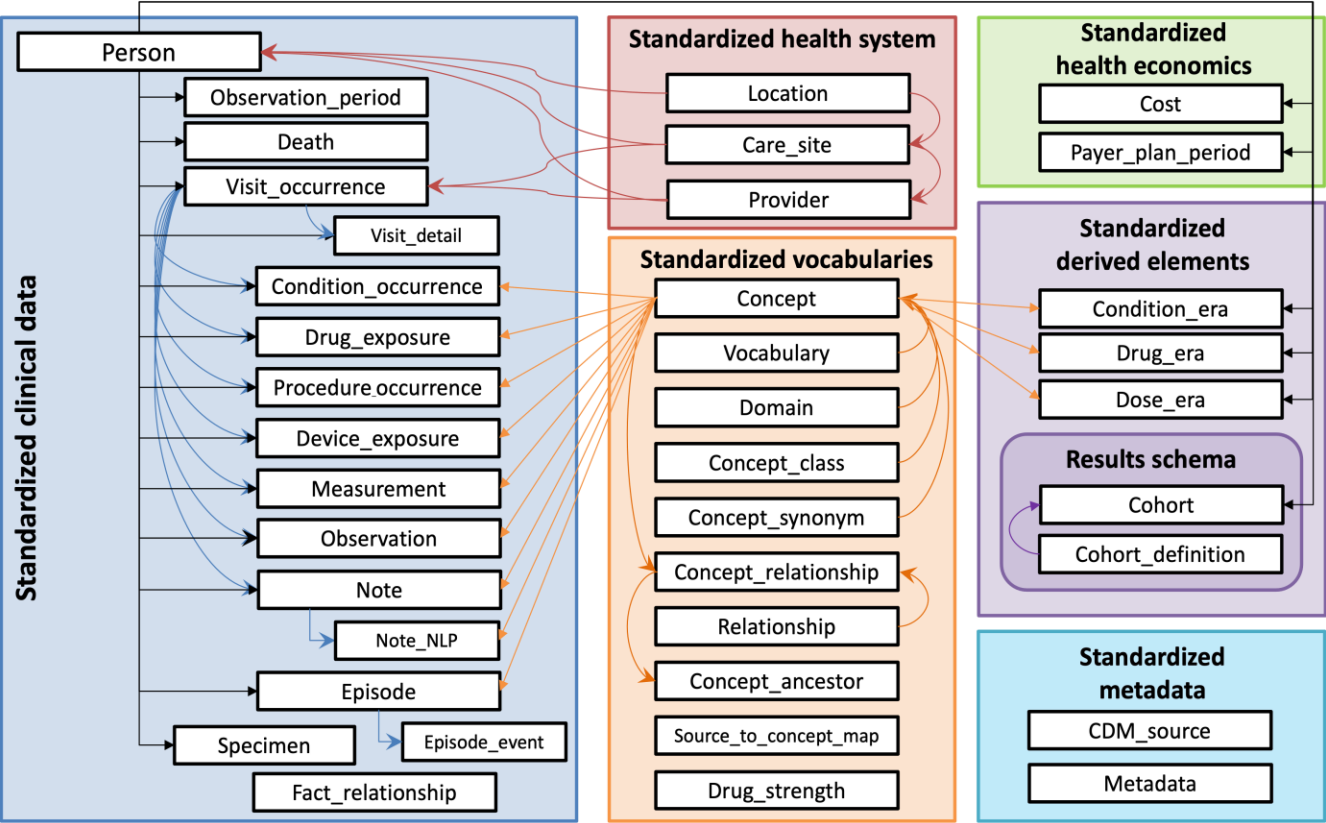 Standardized clinical data
Person
Observation_period
Death
Visit_occurrence
Visit_detail
Condition_occurrence
Drug_exposure
Procedure_occurrence
Device_exposure
Measurement
Observation
Note
Note_NLP
Episode
Specimen
Episode_event
Fact_relationship
Standardized health system
Location
Care_site
Provider
Standardized vocabularies
Concept
Vocabulary
Domain
Concept_class
Concept_synonym
Concept_relationship
Relationship
Concept_ancestor
Source_to_concept_map
Drug_strength
Standardized
health economics
Cost
Payer_plan_period
Standardized
derived elements
Condition_era
Drug_era
Dose_era
Results schema
Cohort
Cohort_definition
Standardized
metadata
CDM_source
Metadata